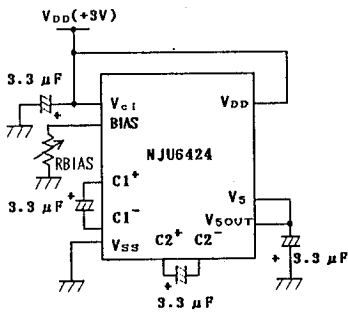 VDD(+3V)
3.3 μF
+
Vci
VDD
BIAS
NJU6424
RBIAS
C1+
3.3 μF
+
C1-
V5
V5OUT
VSS
C2+ C2-
+ 3.3 μF
+
3.3 μF